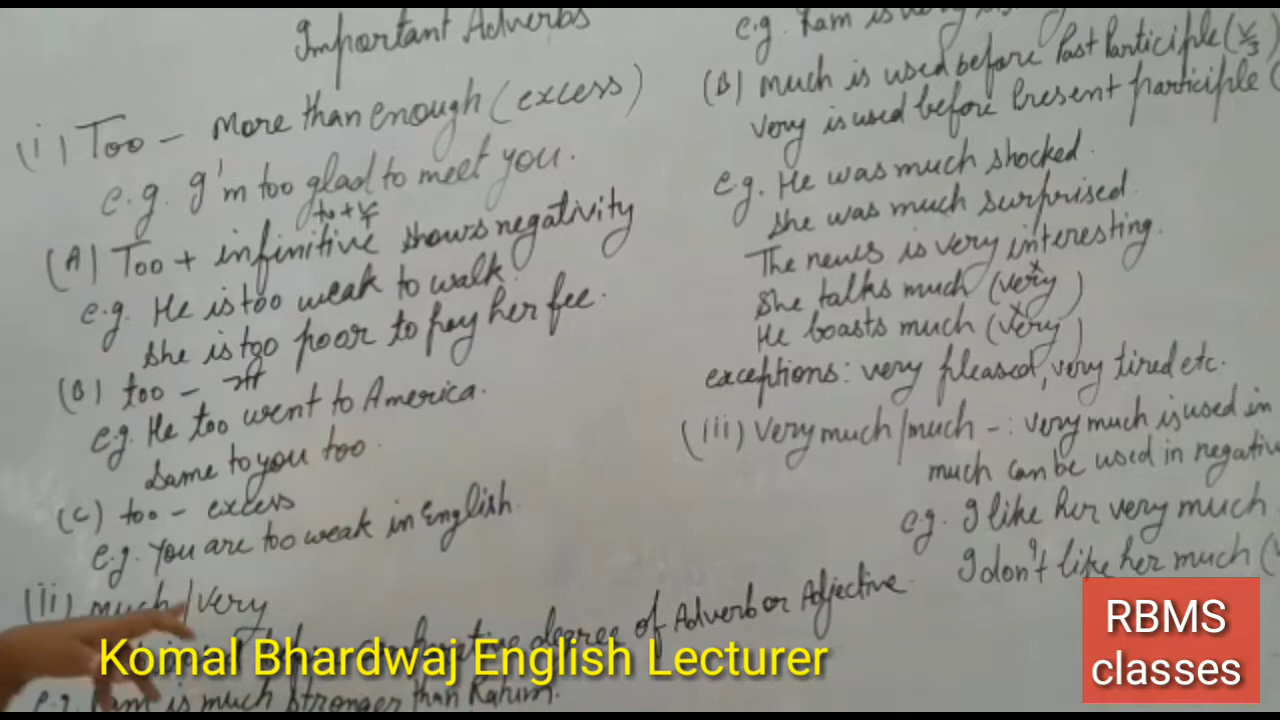 Important Adverbs
(i) Too - More than enough (excess)
e.g. I'm too glad to meet you.
to + V1
(A) Too + infinitive shows negativity
e.g. He is too weak to walk.
She is too poor to pay her fee.
(B) too - भी
e.g. He too went to America.
Same to you too.
(C) too - excess
e.g. You are too weak in English.
(ii) much/very
degree of Adverb or Adjective.
e.g. Ram is much stronger than Rahim.
e.g. Ram is very
(B) Much is used before Past Participle (V3)
Very is used before Present participle (
e.g. He was much shocked.
She was much surprised.
The news is very interesting.
She talks much (very ×)
He boasts much (very ×)
exceptions: very pleased, very tired etc.
(iii) Very much/much -: very much is used in
much can be used in negative
e.g. I like her very much.
I don't like her much (
Komal Bhardwaj English Lecturer
RBMS
classes